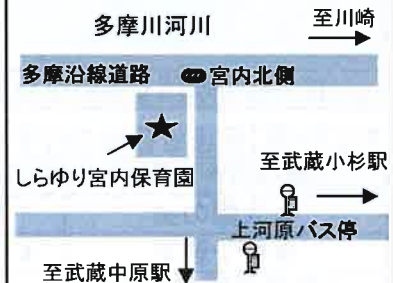 多摩川河川
至川崎
多摩沿線道路
宮内北側
しらゆり宮内保育園
至武蔵小杉駅
上河原バス停
至武蔵中原駅